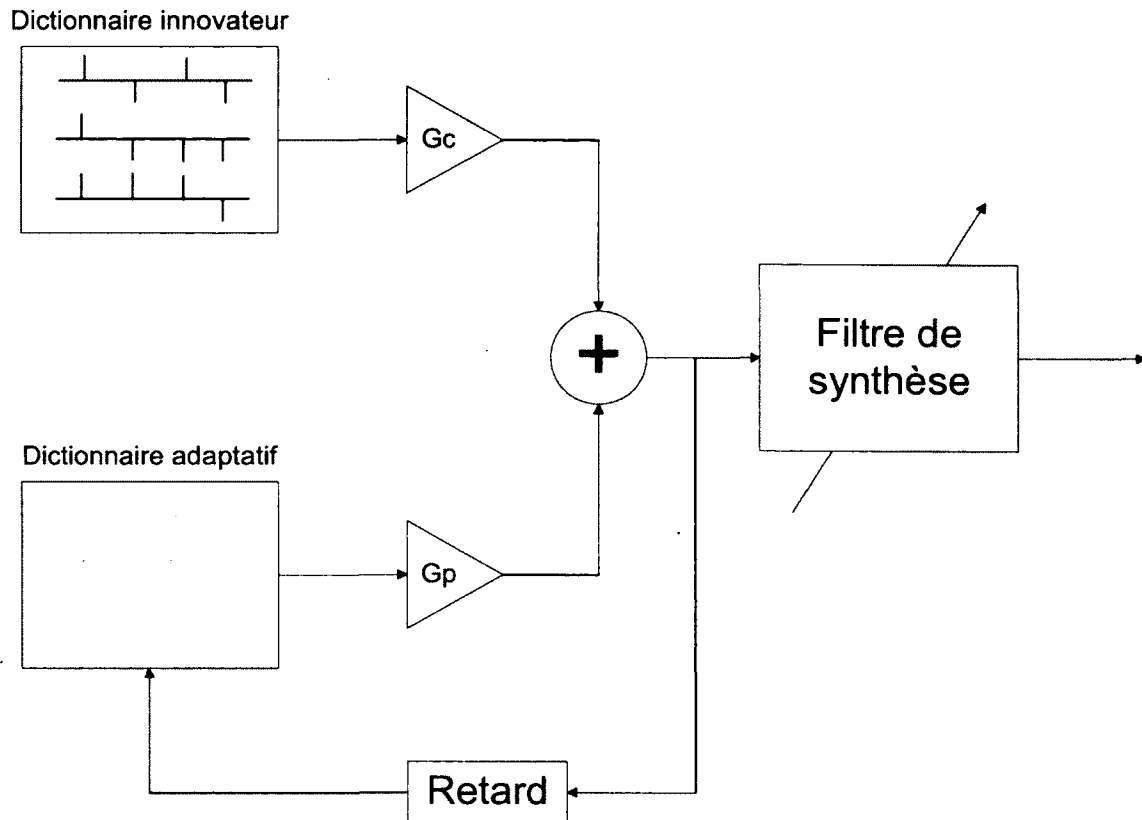 Dictionnaire innovateur
Gc
+
Filtre de
synthèse
Dictionnaire adaptatif
Gp
Retard